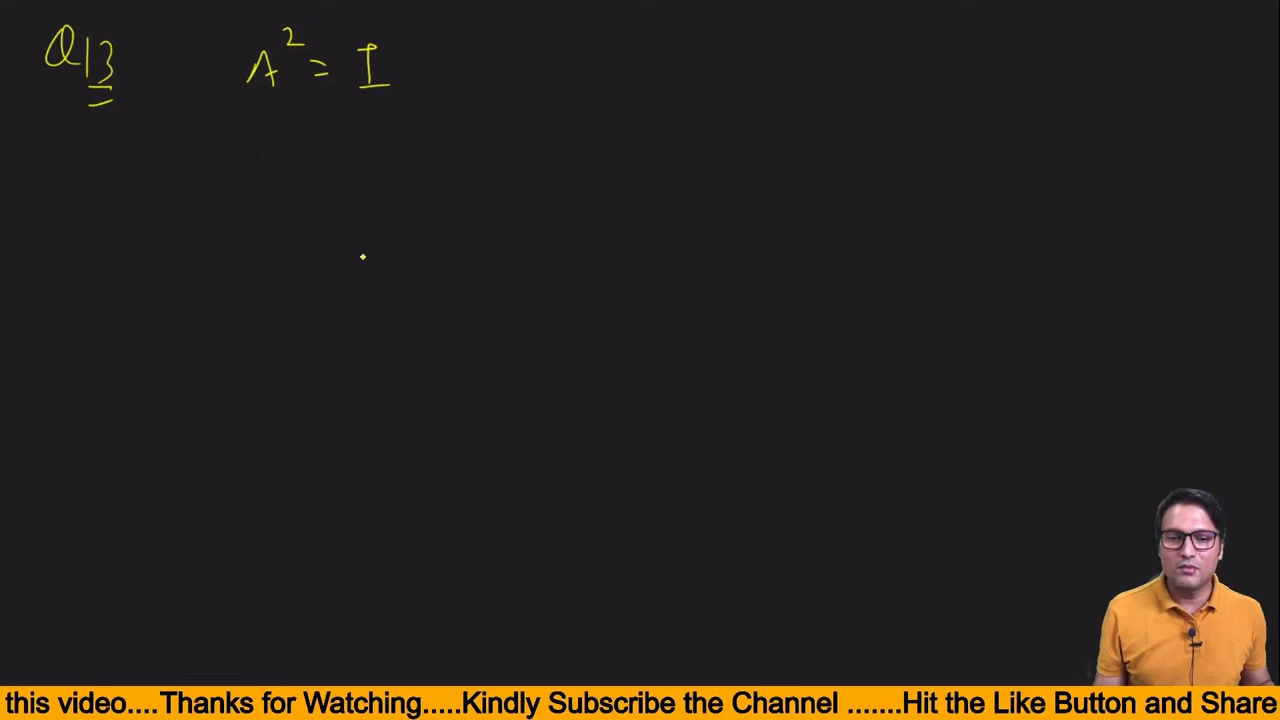 Q13 A² = I
this video....Thanks for Watching.....Kindly Subscribe the Channel .......Hit the Like Button and Share